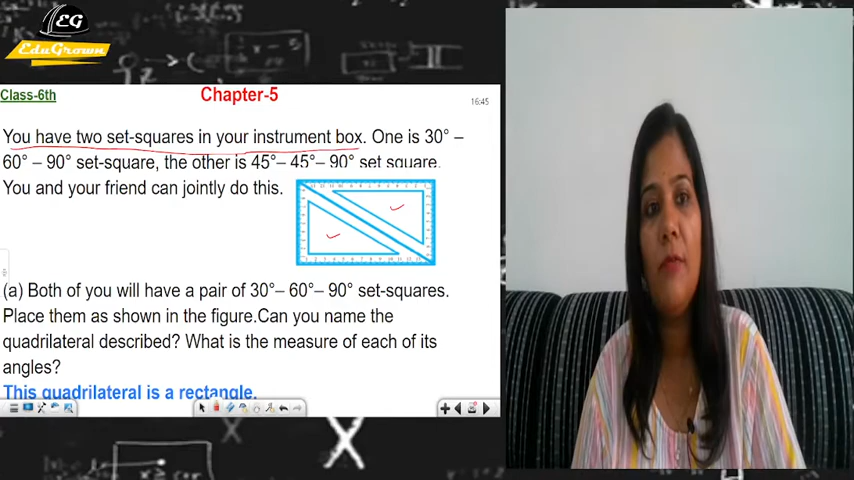 EG
EduGrown
Class-6th
Chapter-5
16:45
You have two set-squares in your instrument box. One is 30° –
60° – 90° set-square, the other is 45°– 45°– 90° set square.
You and your friend can jointly do this.
(a) Both of you will have a pair of 30°– 60°– 90° set-squares.
Place them as shown in the figure.Can you name the
quadrilateral described? What is the measure of each of its
angles?
This quadrilateral is a rectangle.